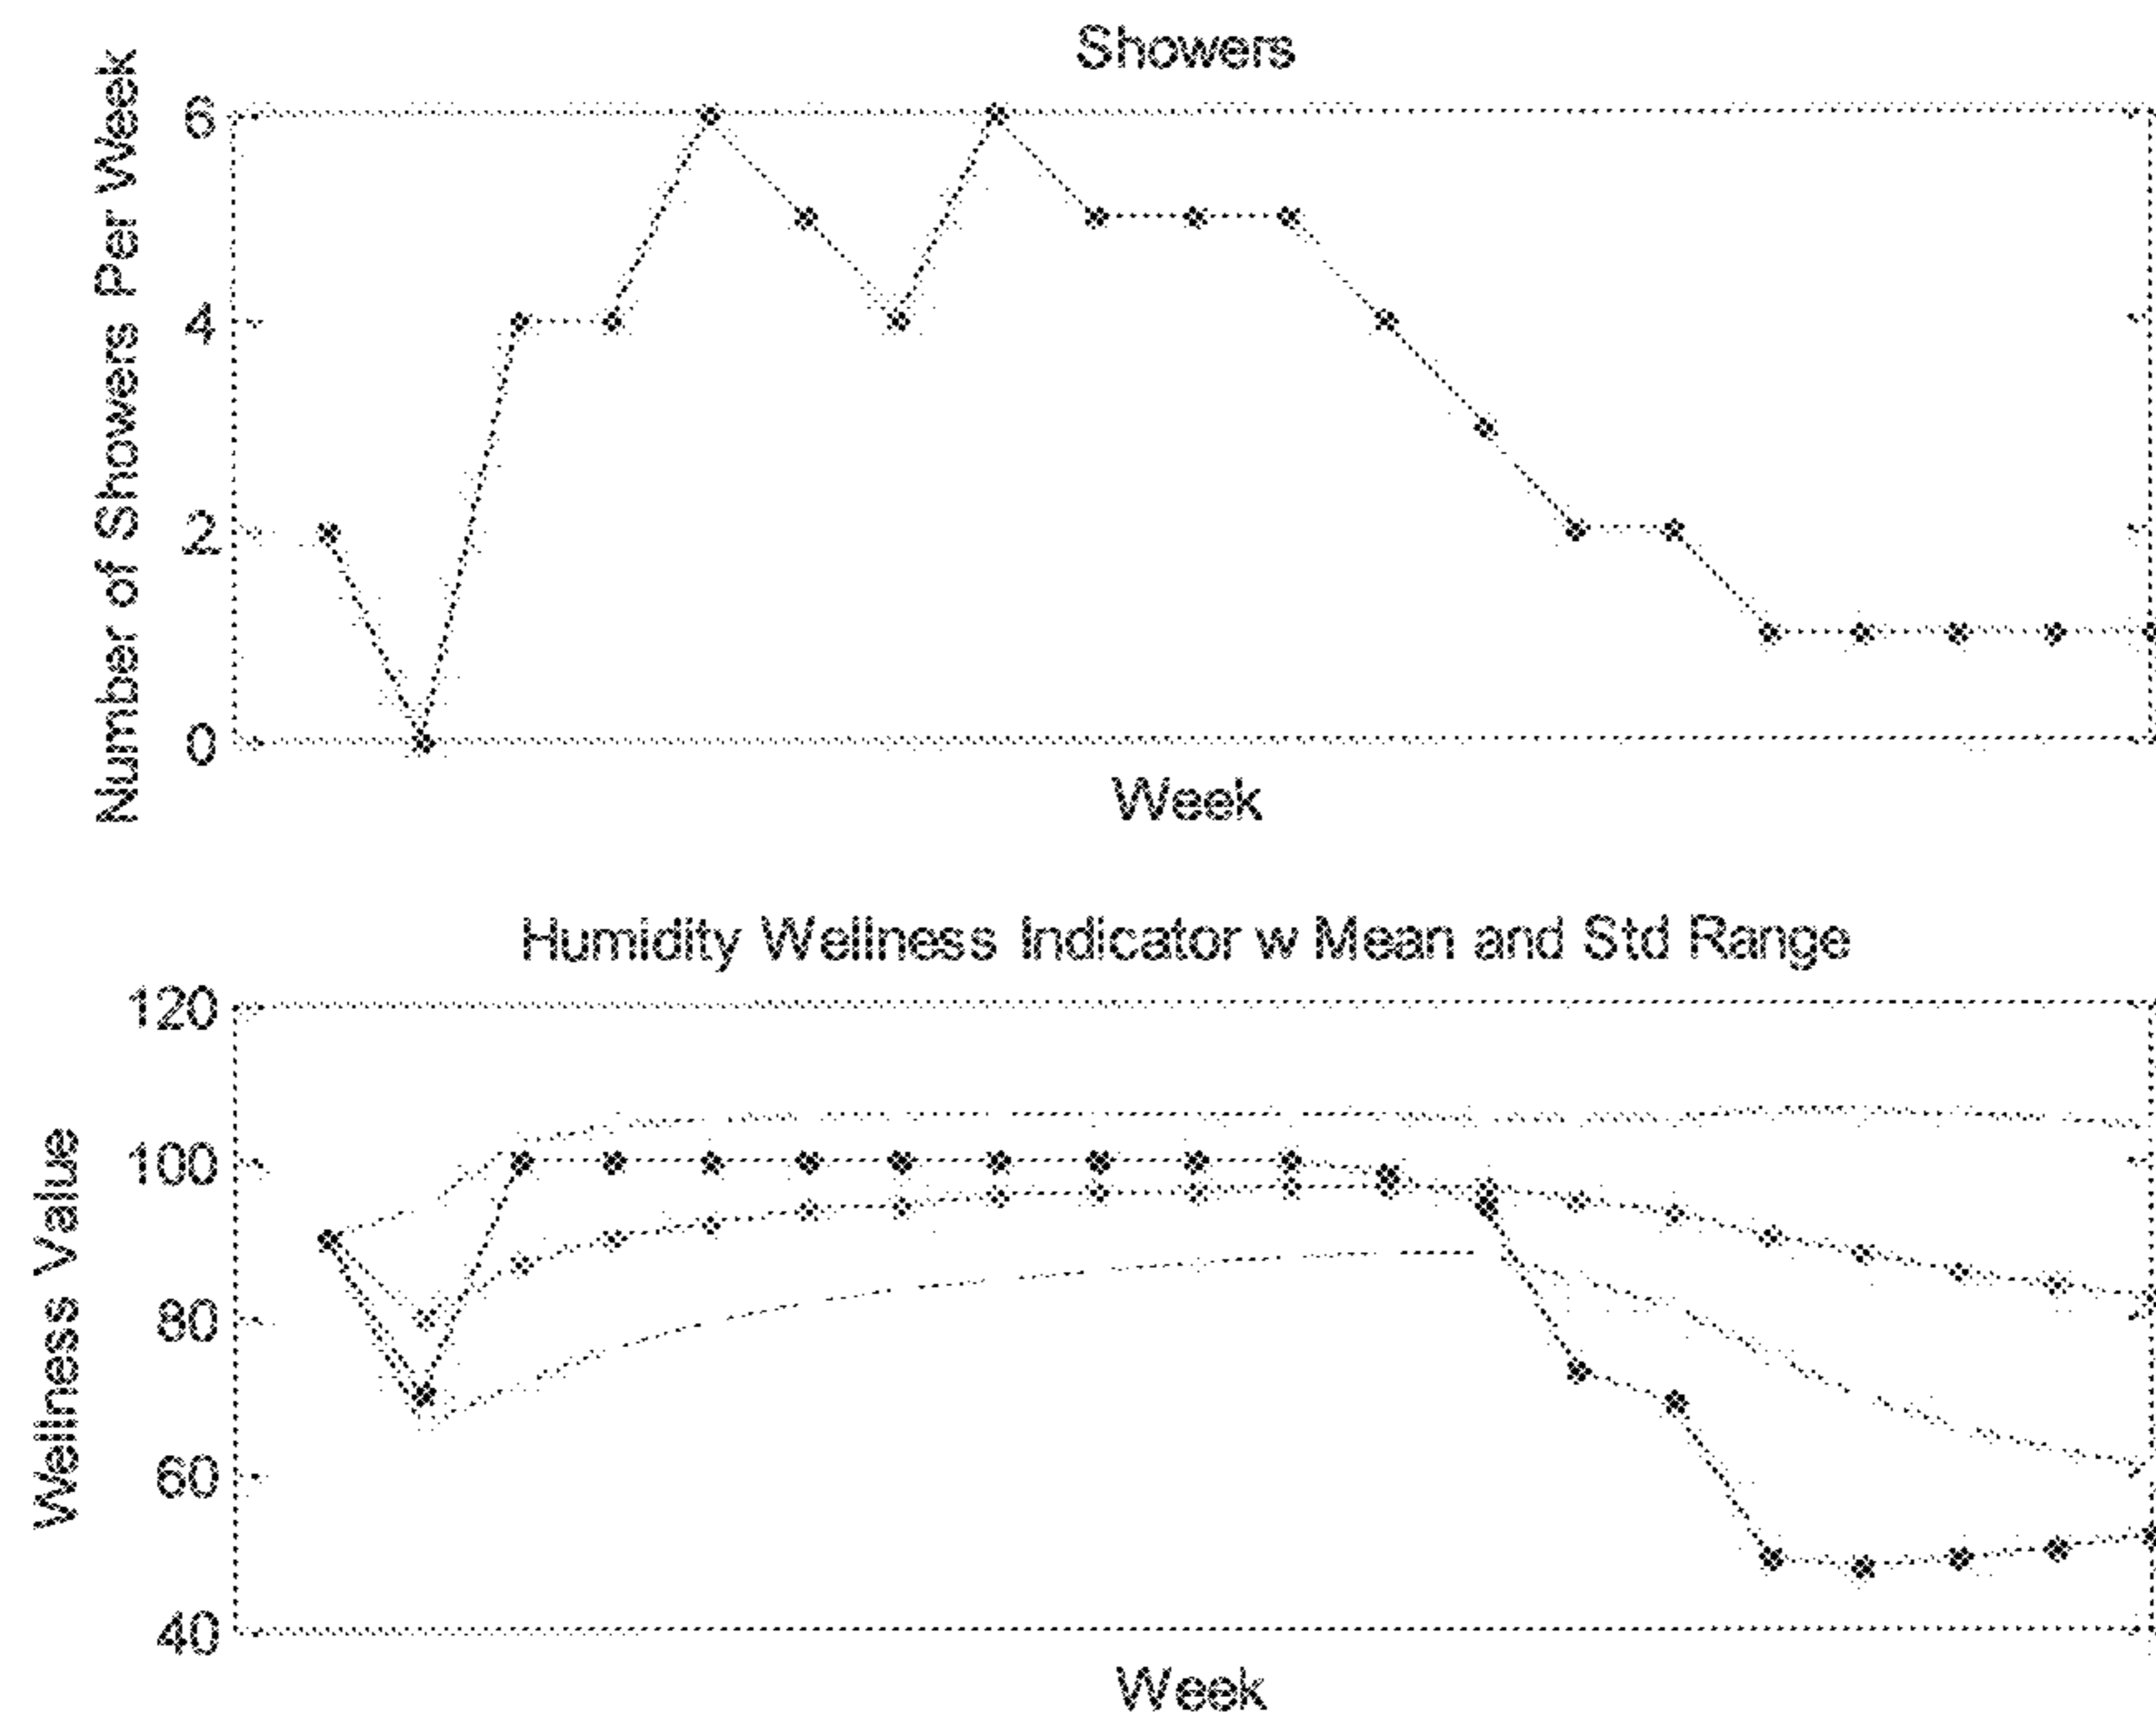 Showers
Number of Showers Per Week
6
4
2
0
Week
Humidity Wellness Indicator w Mean and Std Range
Wellness Value
120
100
80
60
40
Week